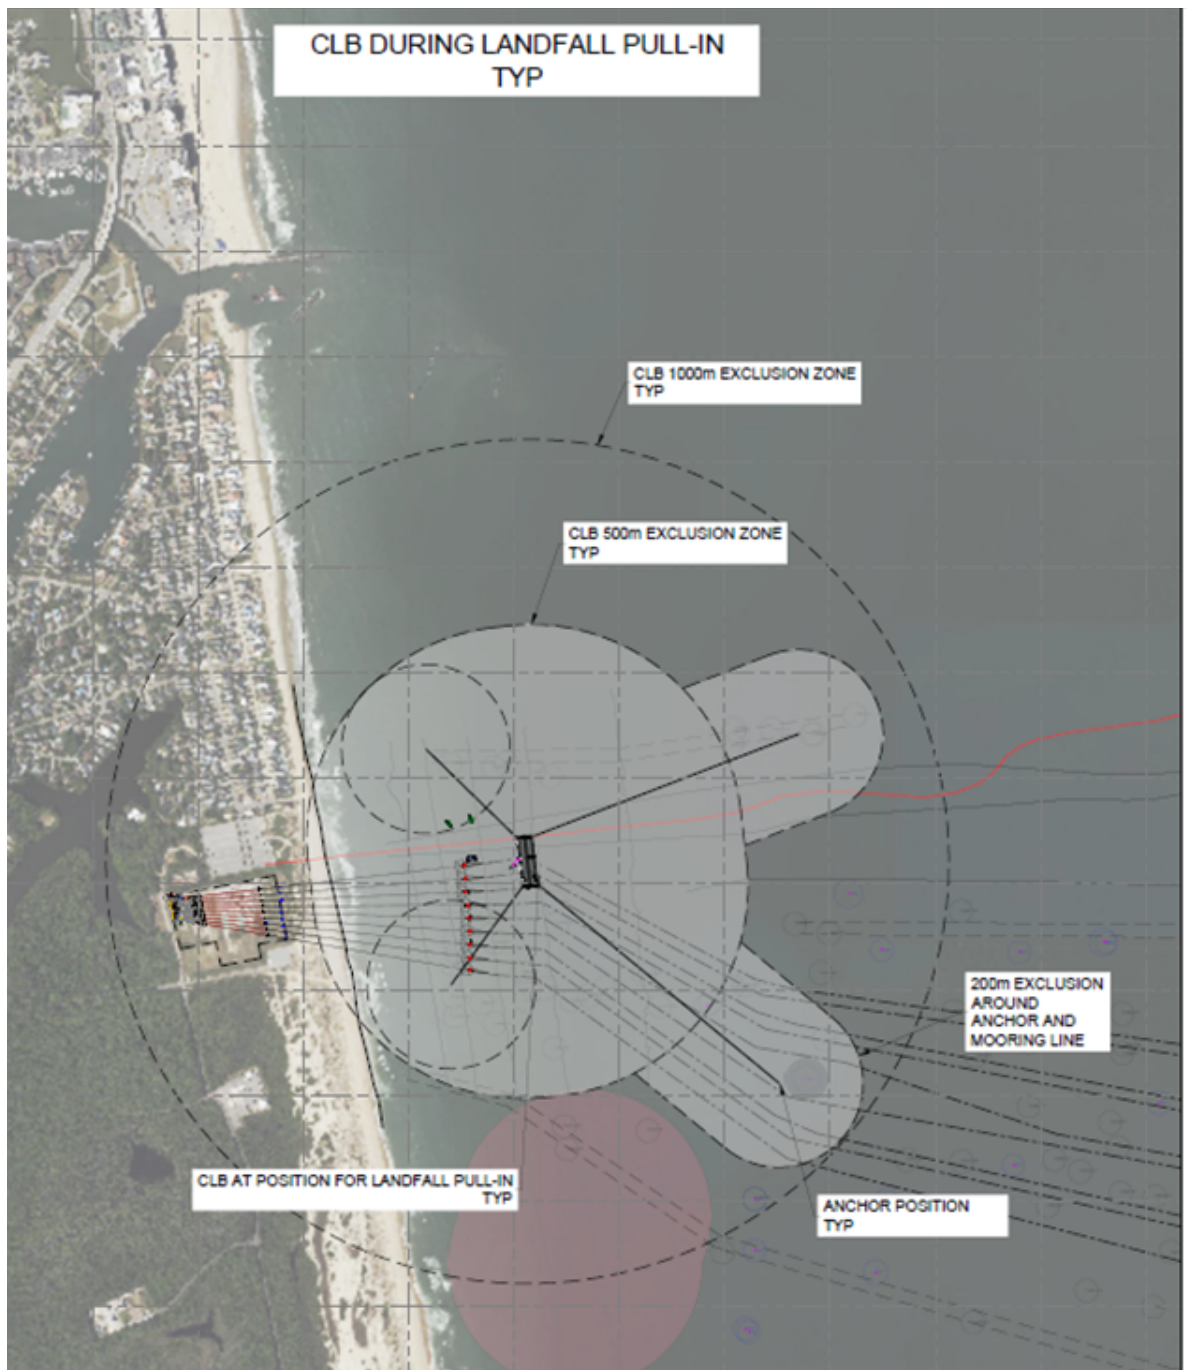 CLB DURING LANDFALL PULL-IN
TYP
CLB 1000m EXCLUSION ZONE
TYP
CLB 500m EXCLUSION ZONE
TYP
200m EXCLUSION
AROUND
ANCHOR AND
MOORING LINE
CLB AT POSITION FOR LANDFALL PULL-IN
TYP
ANCHOR POSITION
TYP